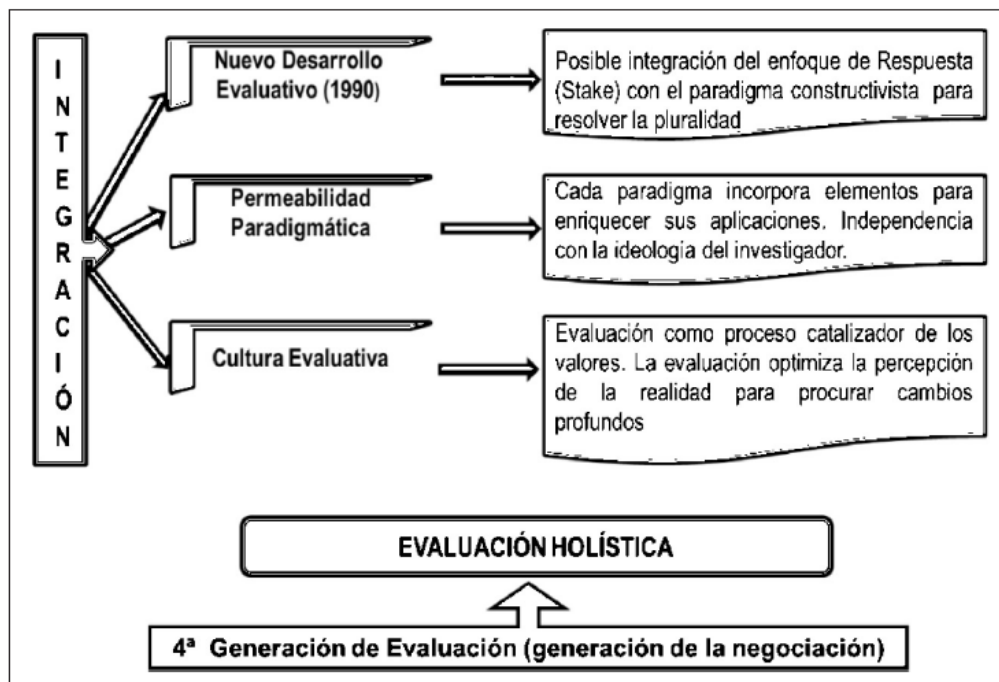 INTEGRACIÓN
Nuevo Desarrollo
Evaluativo (1990)
Posible integración del enfoque de Respuesta
(Stake) con el paradigma constructivista para
resolver la pluralidad
Permeabilidad
Paradigmática
Cada paradigma incorpora elementos para
enriquecer sus aplicaciones. Independencia
con la ideología del investigador.
Cultura Evaluativa
Evaluación como proceso catalizador de los
valores. La evaluación optimiza la percepción
de la realidad para procurar cambios
profundos
EVALUACIÓN HOLÍSTICA
4ª Generación de Evaluación (generación de la negociación)